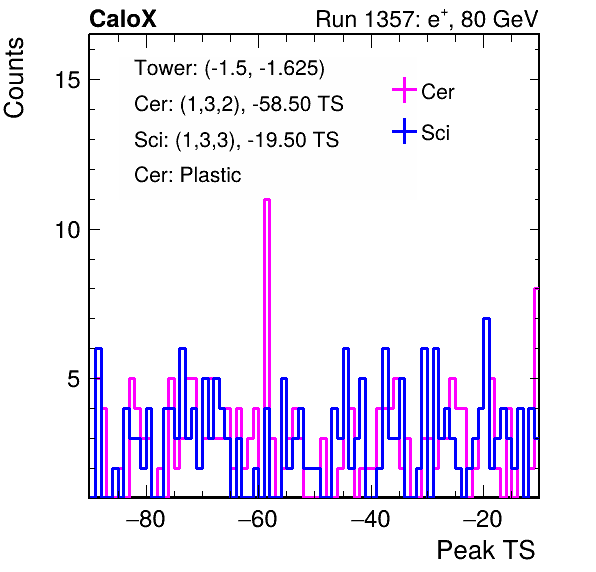 CaloX Run 1357: e⁺, 80 GeV
Counts
Tower: (-1.5, -1.625)
Cer: (1,3,2), -58.50 TS
Sci: (1,3,3), -19.50 TS
Cer: Plastic
Cer
Sci
15
10
5
−80 −60 −40 −20
Peak TS